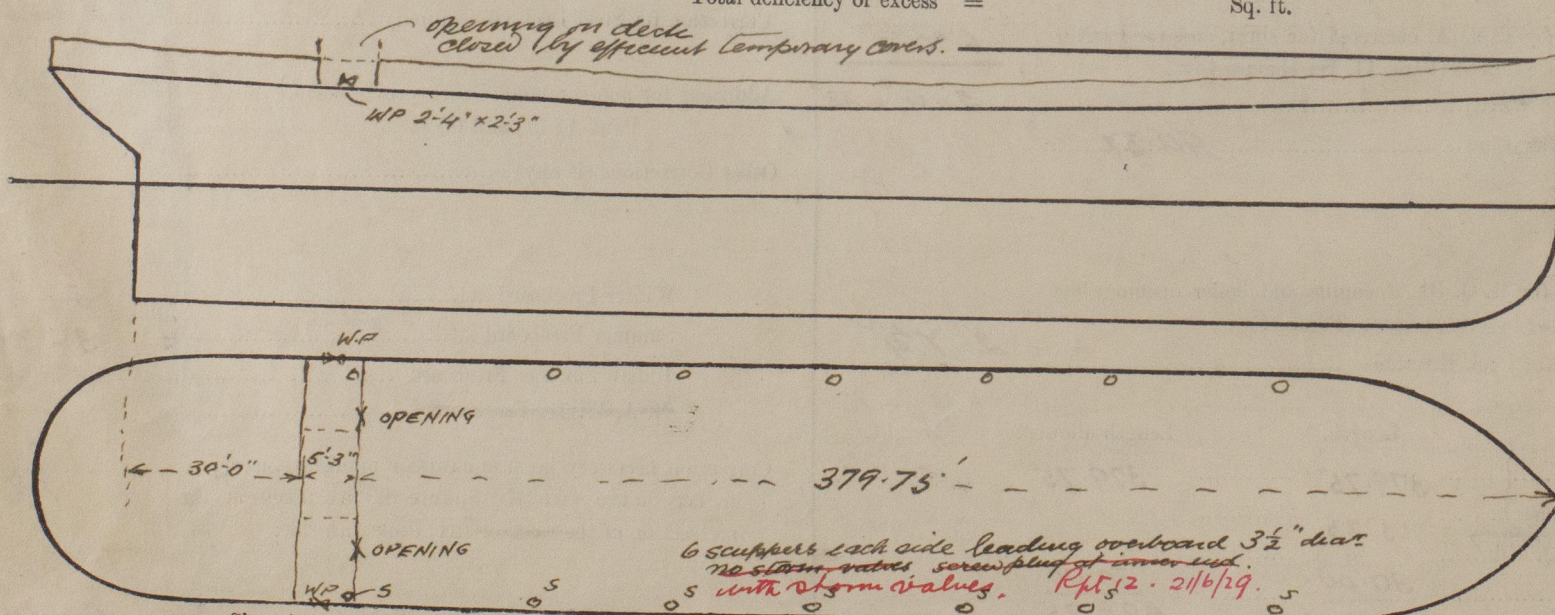 Total deficiency or excess =
Sq. ft.
opening on deck
closed by efficient temporary covers.
WP 2'-4" × 2'-3"
W.P
OPENING
30'-0"
5'-3"
379.75'
OPENING
6 scuppers each side leading overboard 3½" diar
no storm valves screw plug at inner end.
with storm valves. Rpt 12. 21/6/29.
WP
S
S
S
S
S
S
S